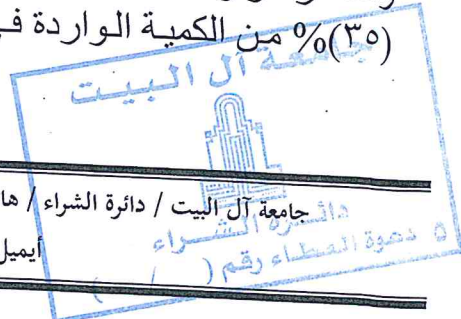 (٣٥)% من الكمية الواردة في
جامعة آل البيت
جامعة آل البيت / دائرة الشراء / ها
دائرة الشراء
أيميل
٥ دعوة العطاء رقم ( / )